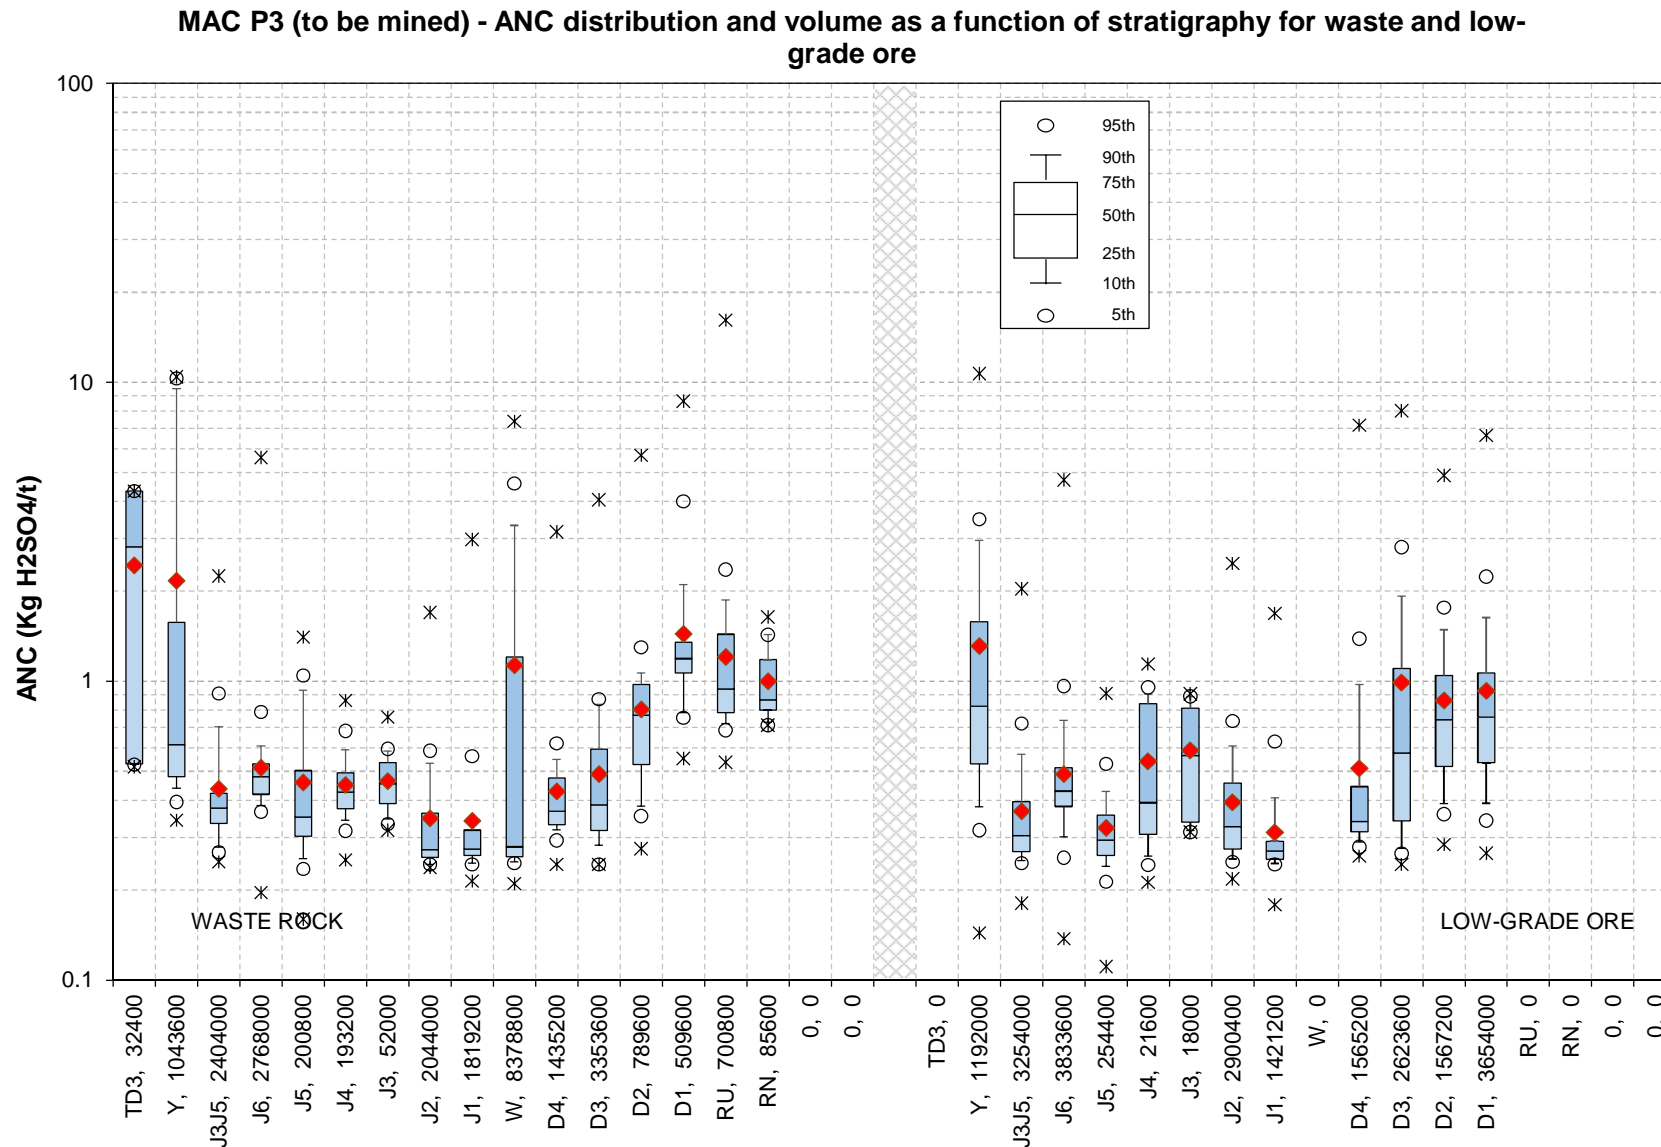 MAC P3 (to be mined) - ANC distribution and volume as a function of stratigraphy for waste and low-
grade ore
ANC (Kg H2SO4/t)
100
10
1
0.1
95th
90th
75th
50th
25th
10th
5th
WASTE ROCK
LOW-GRADE ORE
TD3, 32400
Y, 1043600
J3J5, 2404000
J6, 2768000
J5, 200800
J4, 193200
J3, 52000
J2, 2044000
J1, 1819200
W, 8378800
D4, 1435200
D3, 3353600
D2, 789600
D1, 509600
RU, 700800
RN, 85600
0, 0
0, 0
TD3, 0
Y, 1192000
J3J5, 3254000
J6, 3833600
J5, 254400
J4, 21600
J3, 18000
J2, 2900400
J1, 1421200
W, 0
D4, 1565200
D3, 2623600
D2, 1567200
D1, 3654000
RU, 0
RN, 0
0, 0
0, 0